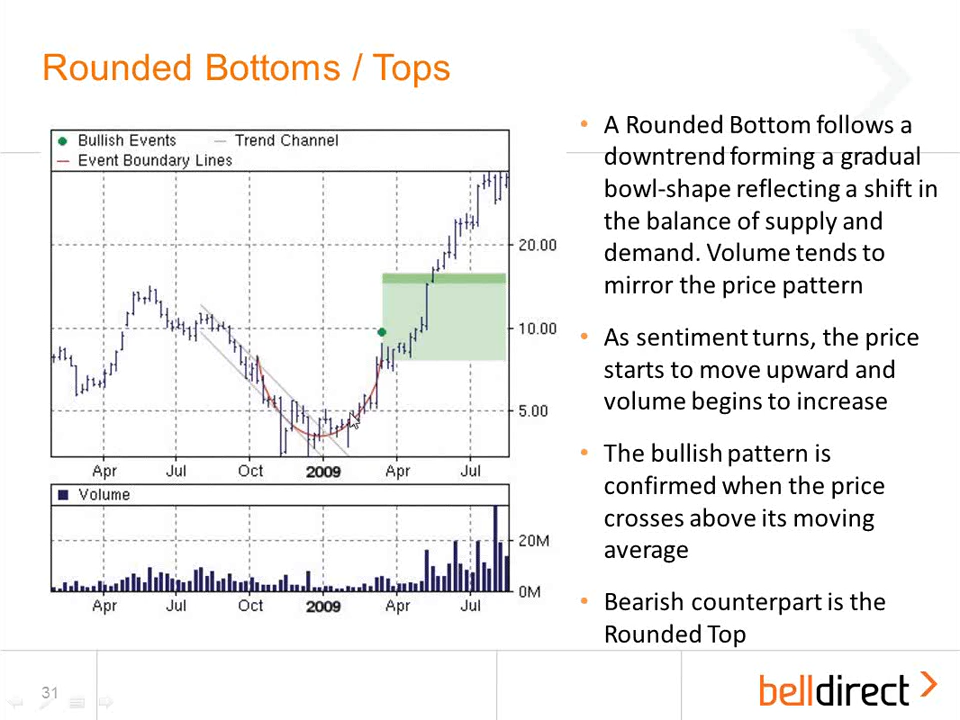 Rounded Bottoms / Tops
Bullish Events
Trend Channel
Event Boundary Lines
20.00
10.00
5.00
Apr Jul Oct 2009 Apr Jul
Volume
20M
0M
Apr Jul Oct 2009 Apr Jul
• A Rounded Bottom follows a
downtrend forming a gradual
bowl-shape reflecting a shift in
the balance of supply and
demand. Volume tends to
mirror the price pattern
• As sentiment turns, the price
starts to move upward and
volume begins to increase
• The bullish pattern is
confirmed when the price
crosses above its moving
average
• Bearish counterpart is the
Rounded Top
31
belldirect